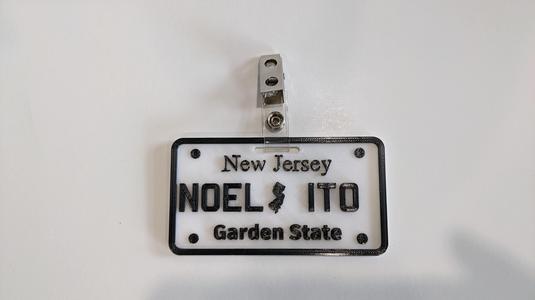 New Jersey
NOEL ITO
Garden State